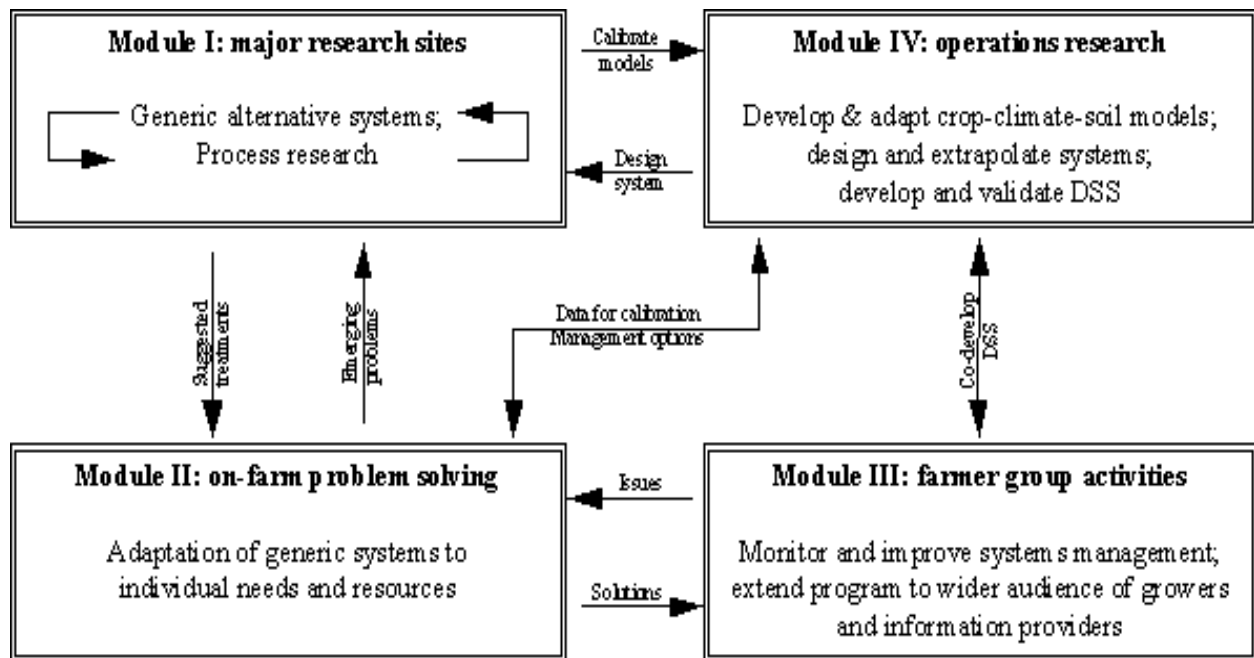 Module I: major research sites
Generic alternative systems;
Process research
Calibrate
models
Design
system
Module IV: operations research
Develop & adapt crop-climate-soil models;
design and extrapolate systems;
develop and validate DSS
Suggested
treatments
Emerging
problems
Data for calibration
Management options
Co-develop
DSS
Module II: on-farm problem solving
Adaptation of generic systems to
individual needs and resources
Issues
Solutions
Module III: farmer group activities
Monitor and improve systems management;
extend program to wider audience of growers
and information providers